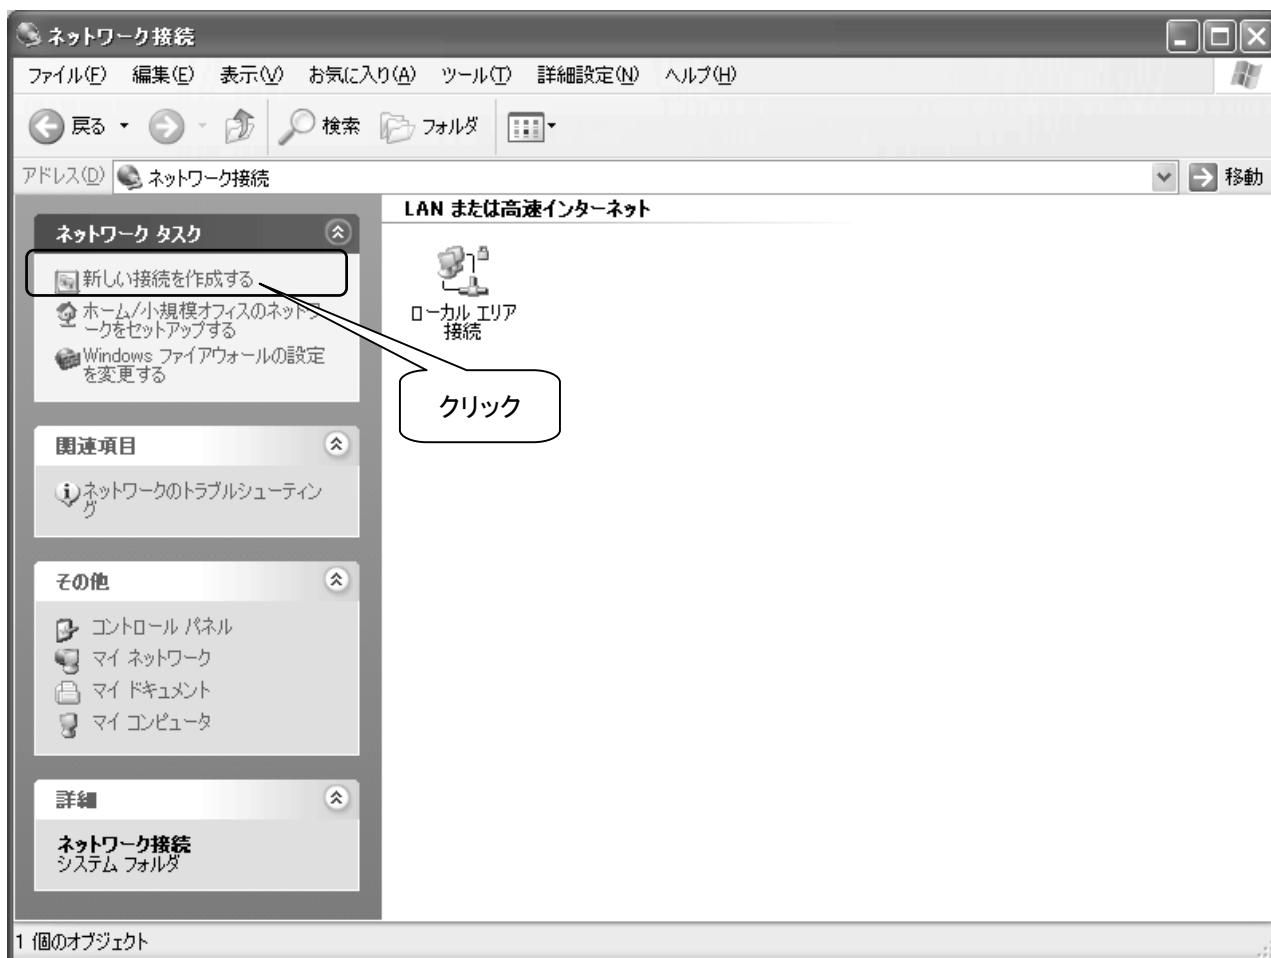 ネットワーク接続
ファイル(F) 編集(E) 表示(V) お気に入り(A) ツール(T) 詳細設定(N) ヘルプ(H)
戻る 検索 フォルダ
アドレス(D) ネットワーク接続 移動
ネットワーク タスク
新しい接続を作成する
ホーム/小規模オフィスのネットワ
ークをセットアップする
Windows ファイアウォールの設定
を変更する
関連項目
ネットワークのトラブルシューティン
グ
その他
コントロール パネル
マイ ネットワーク
マイ ドキュメント
マイ コンピュータ
詳細
ネットワーク接続
システム フォルダ
LAN または高速インターネット
ローカル エリア
接続
クリック
1 個のオブジェクト